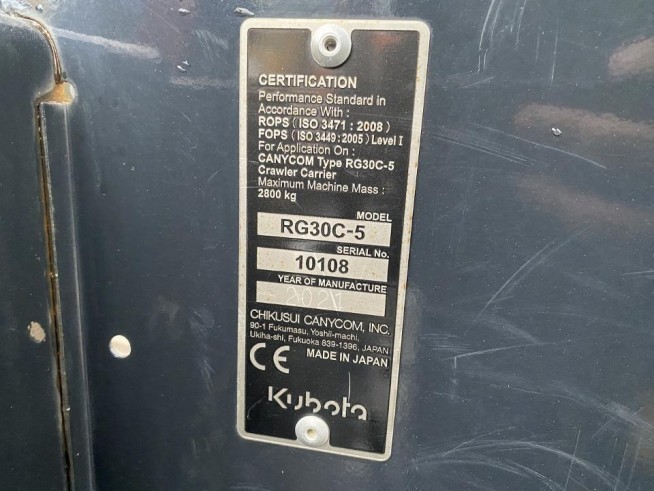 CERTIFICATION
Performance Standard in
Accordance With :
ROPS ( ISO 3471 : 2008 )
FOPS ( ISO 3449 : 2005 ) Level I
For Application On :
CANYCOM Type RG30C-5
Crawler Carrier
Maximum Machine Mass :
2800 kg
MODEL
RG30C-5
SERIAL No.
10108
YEAR OF MANUFACTURE
2021
CHIKUSUI CANYCOM, INC.
90-1 Fukumasu, Yoshii-machi,
Ukiha-shi, Fukuoka 839-1396, JAPAN
CE MADE IN JAPAN
Kubota